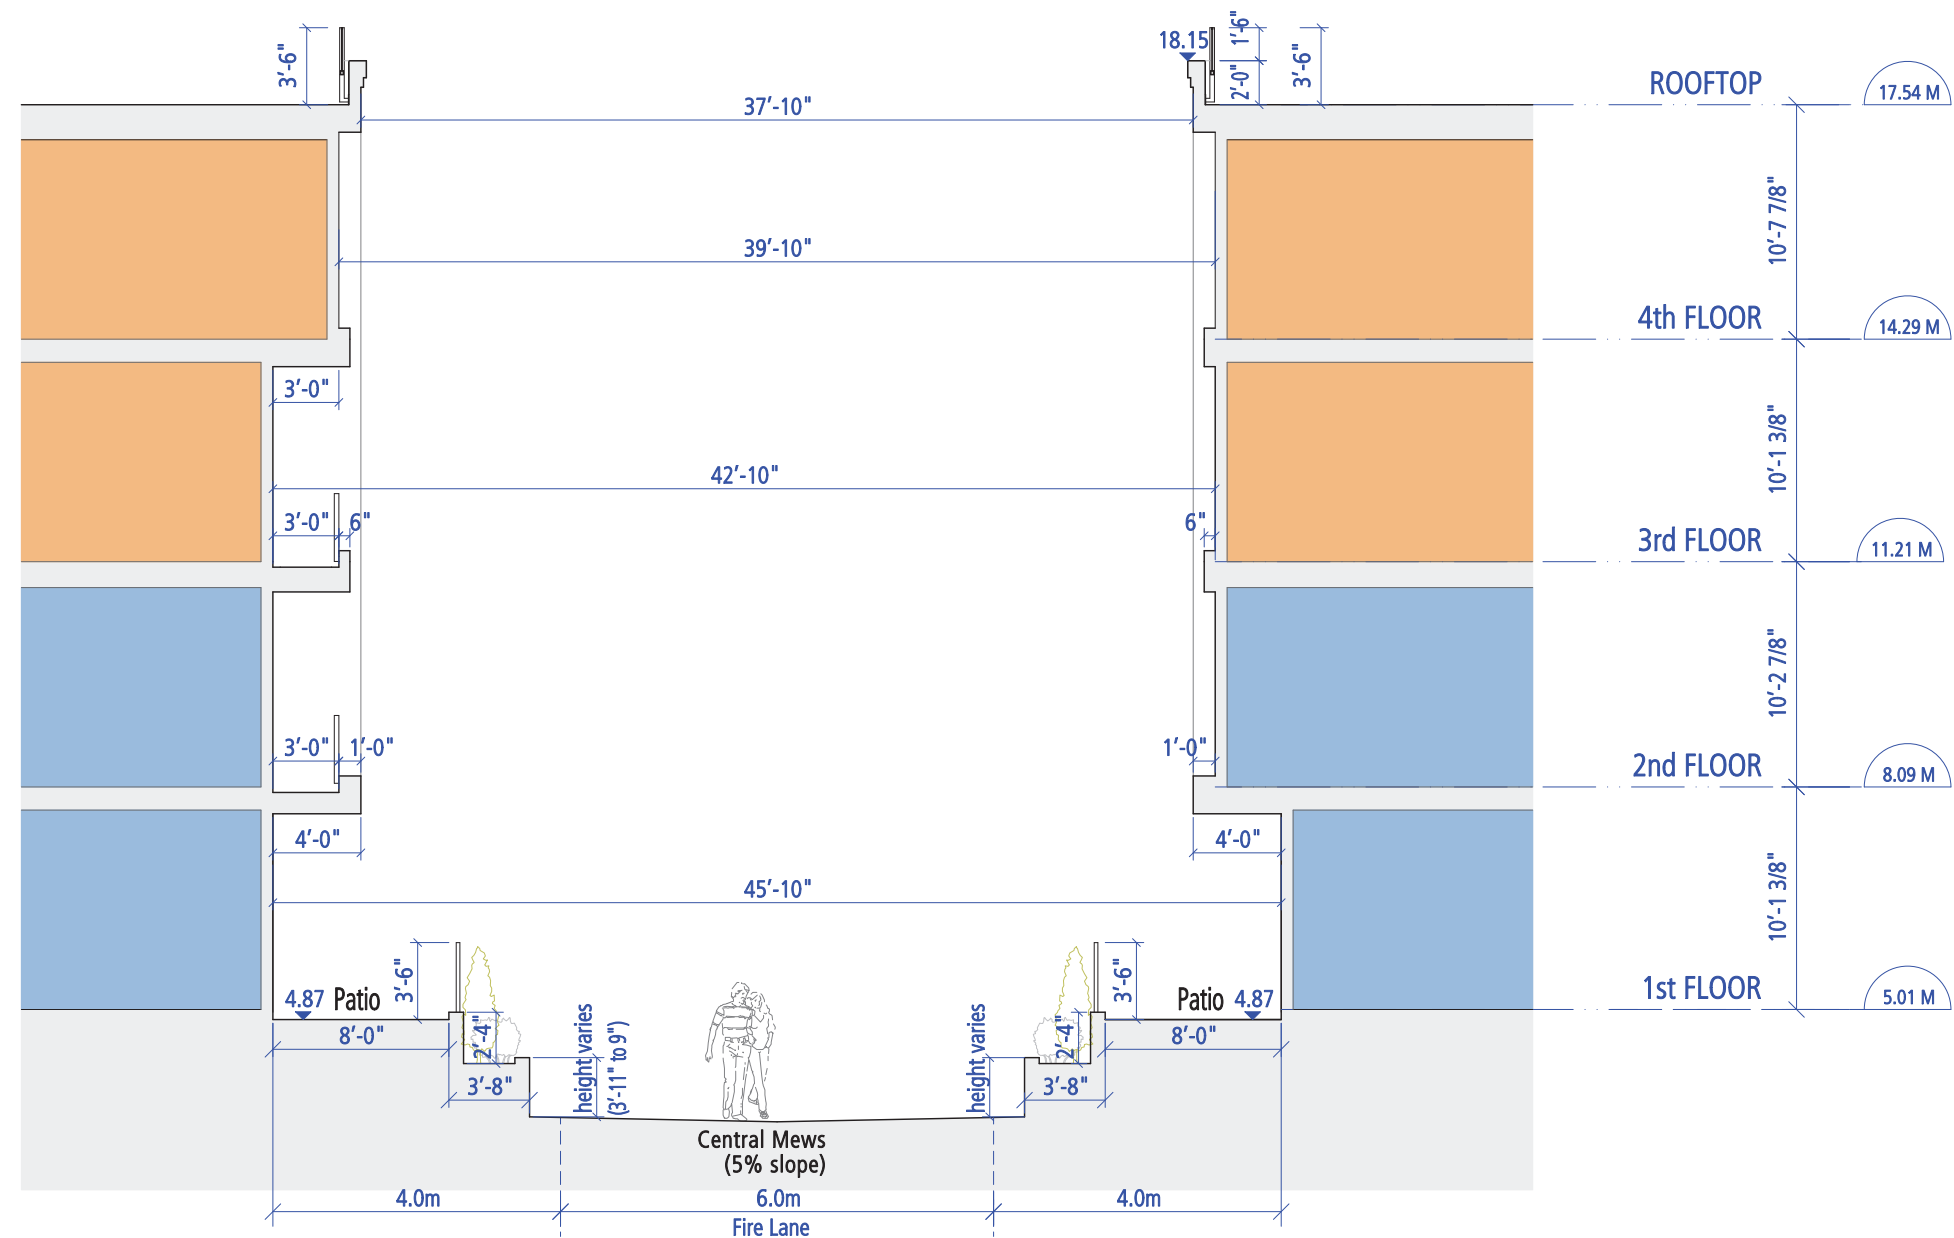 3'-6"
18.15
1'-6"
2'-0"
3'-6"
ROOFTOP
17.54 M
37'-10"
39'-10"
10'-7 7/8"
4th FLOOR
14.29 M
3'-0"
10'-1 3/8"
42'-10"
3'-0"
6"
6"
3rd FLOOR
11.21 M
10'-2 7/8"
3'-0"
1'-0"
1'-0"
2nd FLOOR
8.09 M
4'-0"
4'-0"
45'-10"
10'-1 3/8"
3'-6"
3'-6"
4.87
Patio
Patio
4.87
1st FLOOR
5.01 M
8'-0"
2'-4"
height varies
(3'-11" to 9")
height varies
2'-4"
8'-0"
3'-8"
3'-8"
Central Mews
(5% slope)
4.0m
6.0m
4.0m
Fire Lane